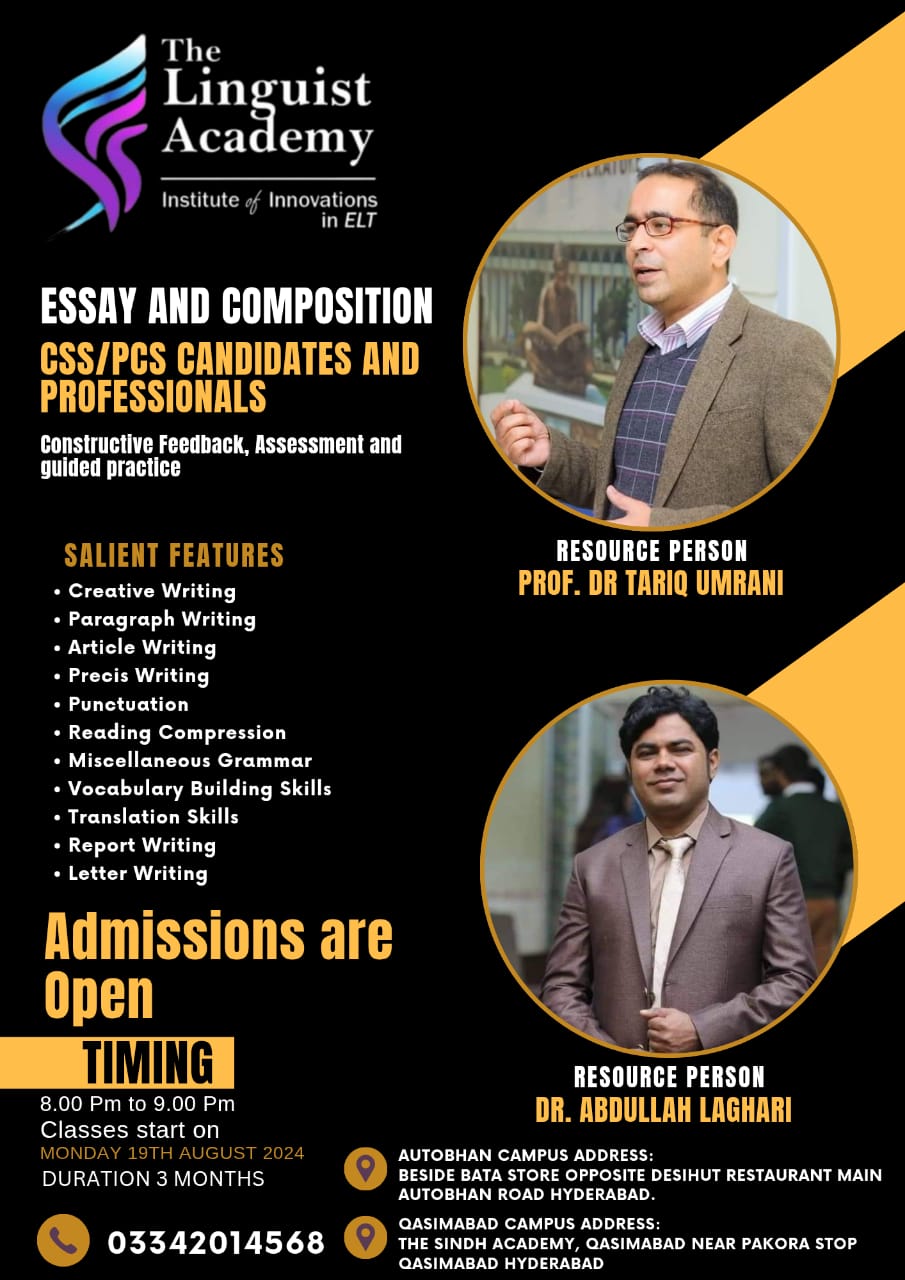 The
Linguist
Academy
Institute of Innovations
in ELT
ESSAY AND COMPOSITION
CSS/PCS CANDIDATES AND
PROFESSIONALS
Constructive Feedback, Assessment and
guided practice
SALIENT FEATURES
• Creative Writing
• Paragraph Writing
• Article Writing
• Precis Writing
• Punctuation
• Reading Compression
• Miscellaneous Grammar
• Vocabulary Building Skills
• Translation Skills
• Report Writing
• Letter Writing
Admissions are
Open
TIMING
8.00 Pm to 9.00 Pm
Classes start on
MONDAY 19TH AUGUST 2024
DURATION 3 MONTHS
03342014568
RESOURCE PERSON
PROF. DR TARIQ UMRANI
RESOURCE PERSON
DR. ABDULLAH LAGHARI
AUTOBHAN CAMPUS ADDRESS:
BESIDE BATA STORE OPPOSITE DESIHUT RESTAURANT MAIN
AUTOBHAN ROAD HYDERABAD.
QASIMABAD CAMPUS ADDRESS:
THE SINDH ACADEMY, QASIMABAD NEAR PAKORA STOP
QASIMABAD HYDERABAD